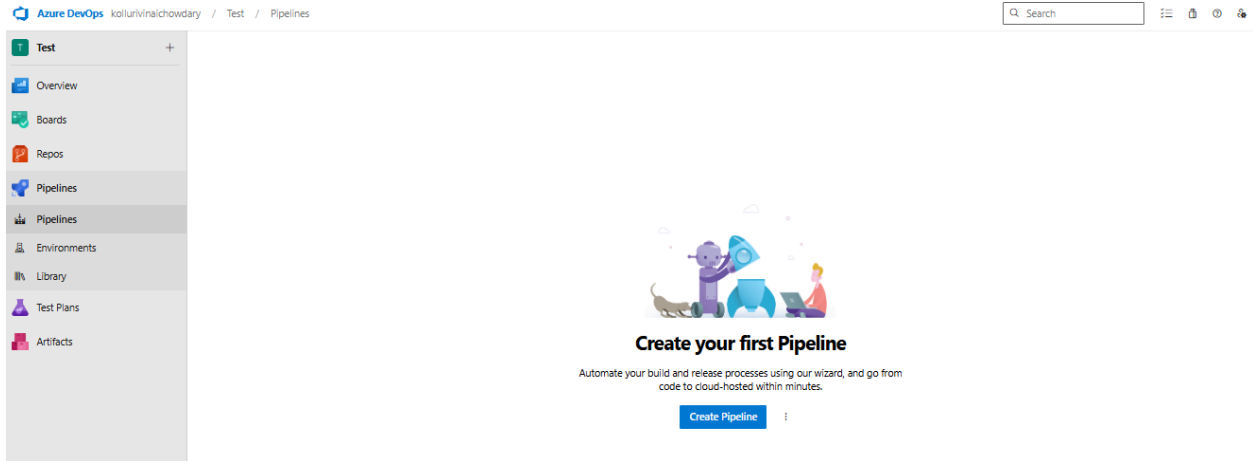 Azure DevOps kollurivinaichowdary / Test / Pipelines Search
T Test +
Overview
Boards
Repos
Pipelines
Pipelines
Environments
Library
Test Plans
Artifacts
Create your first Pipeline
Automate your build and release processes using our wizard, and go from
code to cloud-hosted within minutes.
Create Pipeline